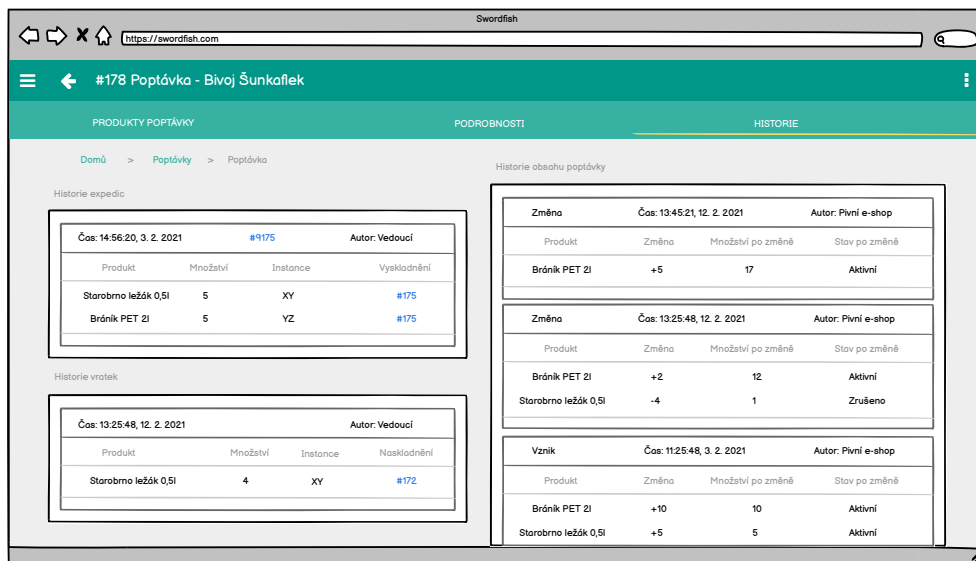 Swordfish
https://swordfish.com
#178 Poptávka - Bivoj Šunkaflek
PRODUKTY POPTÁVKY PODROBNOSTI HISTORIE
Domů > Poptávky > Poptávka
Historie expedic
Čas: 14:56:20, 3. 2. 2021 #9175 Autor: Vedoucí
Produkt Množství Instance Vyskladnění
Starobrno ležák 0,5l 5 XY #175
Bráník PET 2l 5 YZ #175
Historie vratek
Čas: 13:25:48, 12. 2. 2021 Autor: Vedoucí
Produkt Množství Instance Naskladnění
Starobrno ležák 0,5l 4 XY #172
Historie obsahu poptávky
Změna Čas: 13:45:21, 12. 2. 2021 Autor: Pivní e-shop
Produkt Změna Množství po změně Stav po změně
Bráník PET 2l +5 17 Aktivní
Změna Čas: 13:25:48, 12. 2. 2021 Autor: Pivní e-shop
Produkt Změna Množství po změně Stav po změně
Bráník PET 2l +2 12 Aktivní
Starobrno ležák 0,5l -4 1 Zrušeno
Vznik Čas: 11:25:48, 3. 2. 2021 Autor: Pivní e-shop
Produkt Změna Množství po změně Stav po změně
Bráník PET 2l +10 10 Aktivní
Starobrno ležák 0,5l +5 5 Aktivní